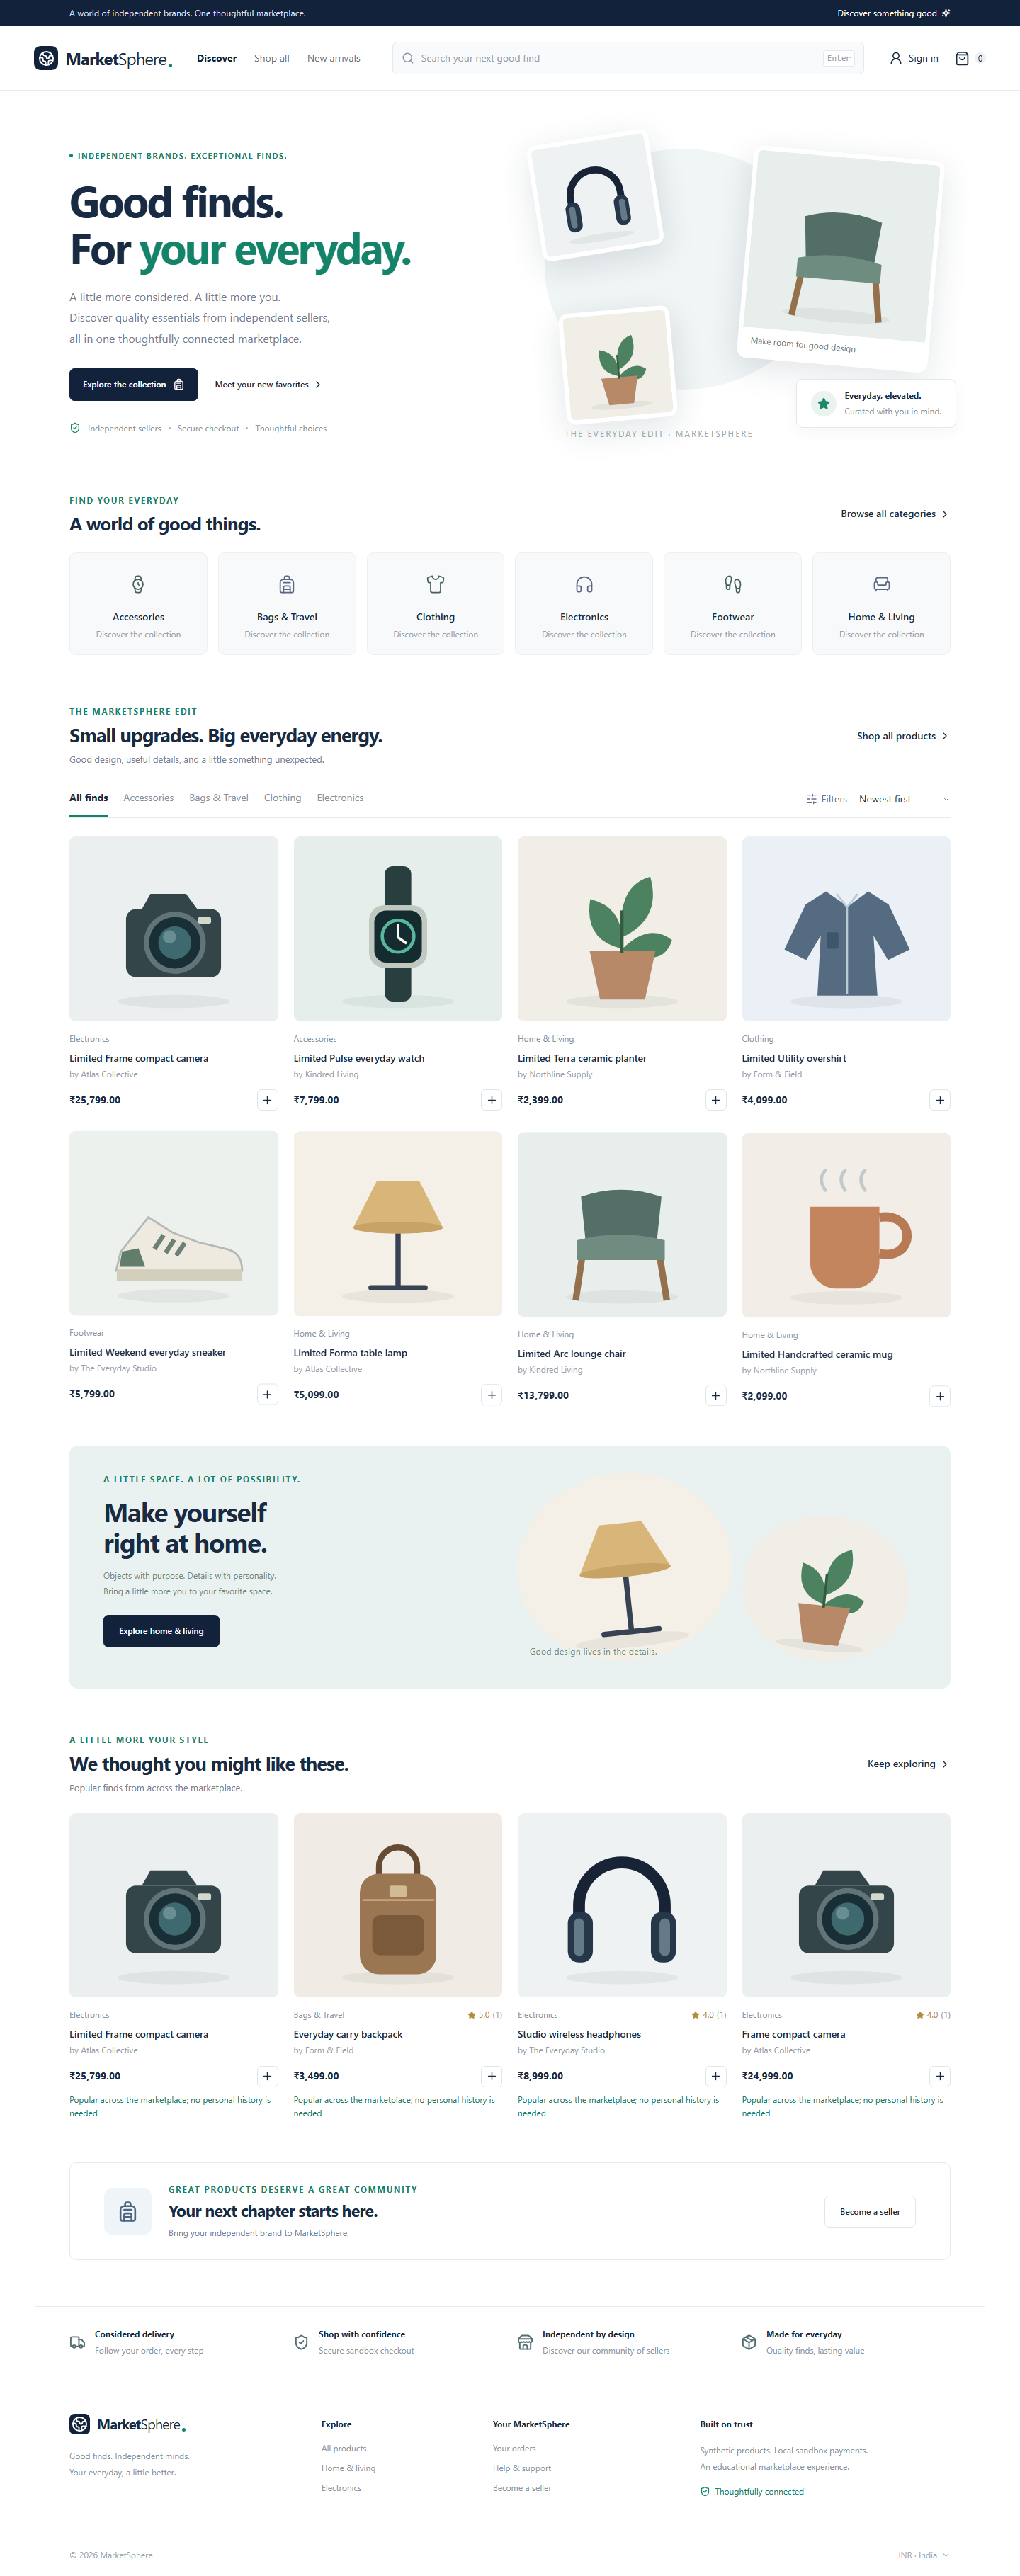 A world of independent brands. One thoughtful marketplace.
Discover something good
MarketSphere.
Discover
Shop all
New arrivals
Search your next good find
Enter
Sign in
0
INDEPENDENT BRANDS. EXCEPTIONAL FINDS.
Good finds.
For your everyday.
A little more considered. A little more you.
Discover quality essentials from independent sellers,
all in one thoughtfully connected marketplace.
Explore the collection
Meet your new favorites
Independent sellers • Secure checkout • Thoughtful choices
Make room for good design
Everyday, elevated.
Curated with you in mind.
THE EVERYDAY EDIT · MARKETSPHERE
FIND YOUR EVERYDAY
A world of good things.
Browse all categories
Accessories
Discover the collection
Bags & Travel
Discover the collection
Clothing
Discover the collection
Electronics
Discover the collection
Footwear
Discover the collection
Home & Living
Discover the collection
THE MARKETSPHERE EDIT
Small upgrades. Big everyday energy.
Good design, useful details, and a little something unexpected.
Shop all products
All finds
Accessories
Bags & Travel
Clothing
Electronics
Filters
Newest first
Electronics
Limited Frame compact camera
by Atlas Collective
₹25,799.00
Accessories
Limited Pulse everyday watch
by Kindred Living
₹7,799.00
Home & Living
Limited Terra ceramic planter
by Northline Supply
₹2,399.00
Clothing
Limited Utility overshirt
by Form & Field
₹4,099.00
Footwear
Limited Weekend everyday sneaker
by The Everyday Studio
₹5,799.00
Home & Living
Limited Forma table lamp
by Atlas Collective
₹5,099.00
Home & Living
Limited Arc lounge chair
by Kindred Living
₹13,799.00
Home & Living
Limited Handcrafted ceramic mug
by Northline Supply
₹2,099.00
A LITTLE SPACE. A LOT OF POSSIBILITY.
Make yourself
right at home.
Objects with purpose. Details with personality.
Bring a little more you to your favorite space.
Explore home & living
Good design lives in the details.
A LITTLE MORE YOUR STYLE
We thought you might like these.
Popular finds from across the marketplace.
Keep exploring
Electronics
Limited Frame compact camera
by Atlas Collective
₹25,799.00
Popular across the marketplace; no personal history is
needed
Bags & Travel
5.0 (1)
Everyday carry backpack
by Form & Field
₹3,499.00
Popular across the marketplace; no personal history is
needed
Electronics
4.0 (1)
Studio wireless headphones
by The Everyday Studio
₹8,999.00
Popular across the marketplace; no personal history is
needed
Electronics
4.0 (1)
Frame compact camera
by Atlas Collective
₹24,999.00
Popular across the marketplace; no personal history is
needed
GREAT PRODUCTS DESERVE A GREAT COMMUNITY
Your next chapter starts here.
Bring your independent brand to MarketSphere.
Become a seller
Considered delivery
Follow your order, every step
Shop with confidence
Secure sandbox checkout
Independent by design
Discover our community of sellers
Made for everyday
Quality finds, lasting value
MarketSphere.
Good finds. Independent minds.
Your everyday, a little better.
Explore
All products
Home & living
Electronics
Your MarketSphere
Your orders
Help & support
Become a seller
Built on trust
Synthetic products. Local sandbox payments.
An educational marketplace experience.
Thoughtfully connected
© 2026 MarketSphere
INR · India